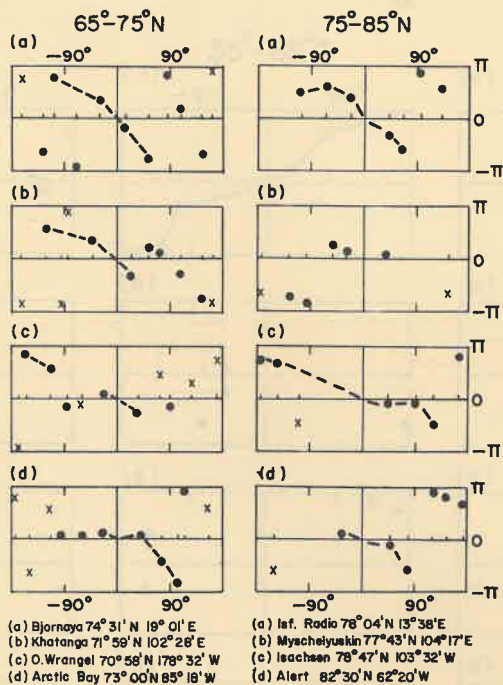 65°-75°N 75°-85°N
(a) -90° 90° (a) -90° 90°
π
0
-π
(b) (b)
π
0
-π
(c) (c)
π
0
-π
(d) (d)
π
0
-π
-90° 90° -90° 90°
(a) Bjornaya 74°31'N 19°01'E
(b) Khatanga 71°59'N 102°28'E
(c) O.Wrangel 70°58'N 178°32'W
(d) Arctic Bay 73°00'N 85°18'W
(a) Isf. Radio 78°04'N 13°38'E
(b) Myschelyuskin 77°43'N 104°17'E
(c) Isachsen 78°47'N 103°32'W
(d) Alert 82°30'N 62°20'W